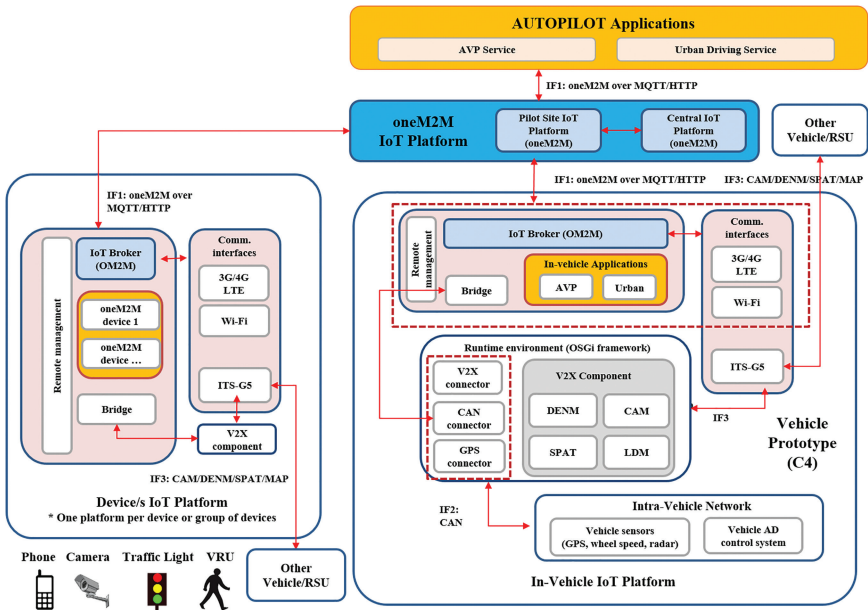 AUTOPILOT Applications
AVP Service
Urban Driving Service
IF1: oneM2M over MQTT/HTTP
oneM2M
IoT Platform
Pilot Site IoT
Platform
(oneM2M)
Central IoT
Platform
(oneM2M)
Other
Vehicle/RSU
IF1: oneM2M over MQTT/HTTP
IF3: CAM/DENM/SPAT/MAP
IF1: oneM2M over
MQTT/HTTP
Remote management
IoT Broker
(OM2M)
oneM2M
device 1
oneM2M
device ...
Bridge
Comm.
interfaces
3G/4G
LTE
Wi-Fi
ITS-G5
V2X
component
IF3: CAM/DENM/SPAT/MAP
Device/s IoT Platform
* One platform per device or group of devices
Phone
Camera
Traffic Light
VRU
Other
Vehicle/RSU
Remote
management
IoT Broker (OM2M)
Bridge
In-vehicle Applications
AVP
Urban
Comm.
interfaces
3G/4G
LTE
Wi-Fi
ITS-G5
Runtime environment (OSGi framework)
V2X
connector
CAN
connector
GPS
connector
V2X Component
DENM
CAM
SPAT
LDM
IF3
Vehicle
Prototype
(C4)
IF2:
CAN
Intra-Vehicle Network
Vehicle sensors
(GPS, wheel speed, radar)
Vehicle AD
control system
In-Vehicle IoT Platform